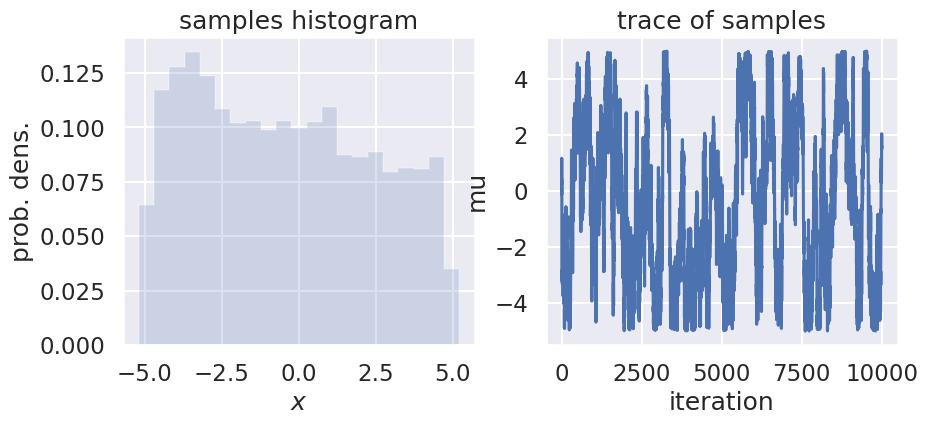 samples histogram
prob. dens.
0.125
0.100
0.075
0.050
0.025
0.000
−5.0 −2.5 0.0 2.5 5.0
x
trace of samples
mu
4
2
0
−2
−4
0 2500 5000 7500 10000
iteration